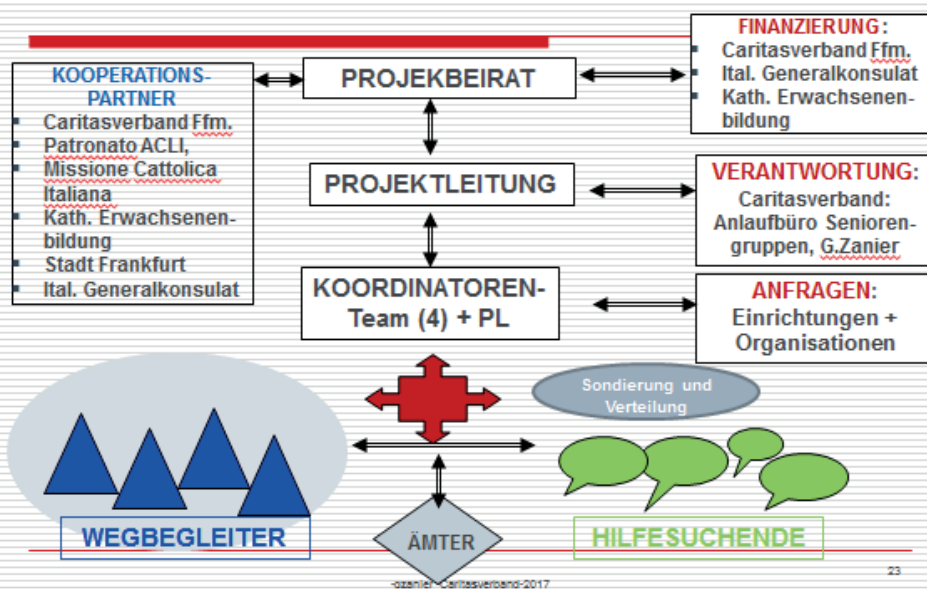 FINANZIERUNG:
Caritasverband Ffm.
Ital. Generalkonsulat
Kath. Erwachsenen-
bildung
KOOPERATIONS-
PARTNER
Caritasverband Ffm.
Patronato ACLI,
Missione Cattolica
Italiana
Kath. Erwachsenen-
bildung
Stadt Frankfurt
Ital. Generalkonsulat
PROJEKBEIRAT
PROJEKTLEITUNG
VERANTWORTUNG:
Caritasverband:
Anlaufbüro Senioren-
gruppen, G.Zanier
KOORDINATOREN-
Team (4) + PL
ANFRAGEN:
Einrichtungen +
Organisationen
Sondierung und
Verteilung
WEGBEGLEITER
ÄMTER
HILFESUCHENDE
-gzanier-Caritasverband-2017
23